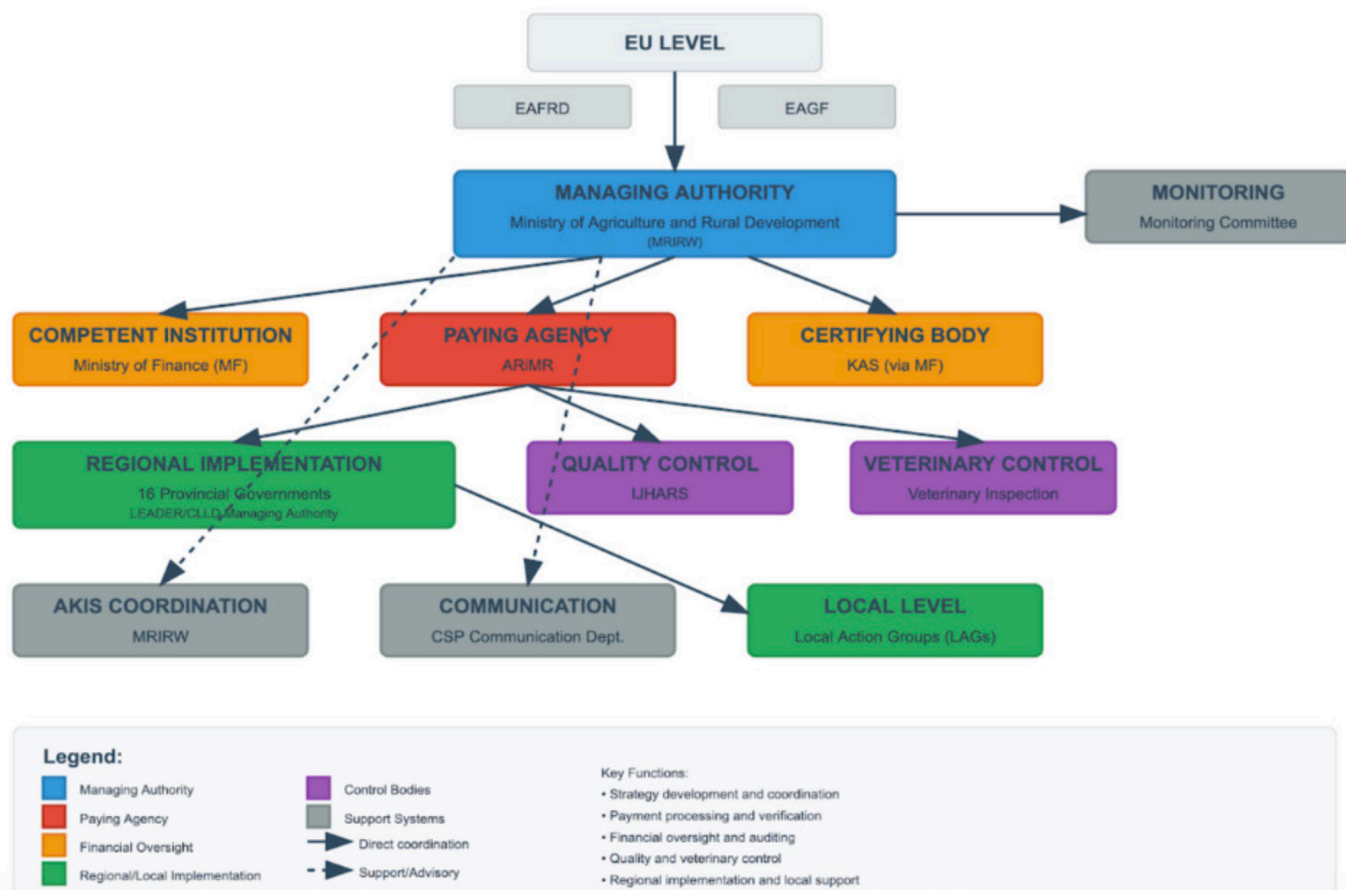 EU LEVEL
EAFRD
EAGF
MANAGING AUTHORITY
Ministry of Agriculture and Rural Development
(MRIRW)
MONITORING
Monitoring Committee
COMPETENT INSTITUTION
Ministry of Finance (MF)
PAYING AGENCY
ARiMR
CERTIFYING BODY
KAS (via MF)
REGIONAL IMPLEMENTATION
16 Provincial Governments
LEADER/CLLD Managing Authority
QUALITY CONTROL
IJHARS
VETERINARY CONTROL
Veterinary Inspection
AKIS COORDINATION
MRIRW
COMMUNICATION
CSP Communication Dept.
LOCAL LEVEL
Local Action Groups (LAGs)
Legend:
Managing Authority
Paying Agency
Financial Oversight
Regional/Local Implementation
Control Bodies
Support Systems
Direct coordination
Support/Advisory
Key Functions:
• Strategy development and coordination
• Payment processing and verification
• Financial oversight and auditing
• Quality and veterinary control
• Regional implementation and local support